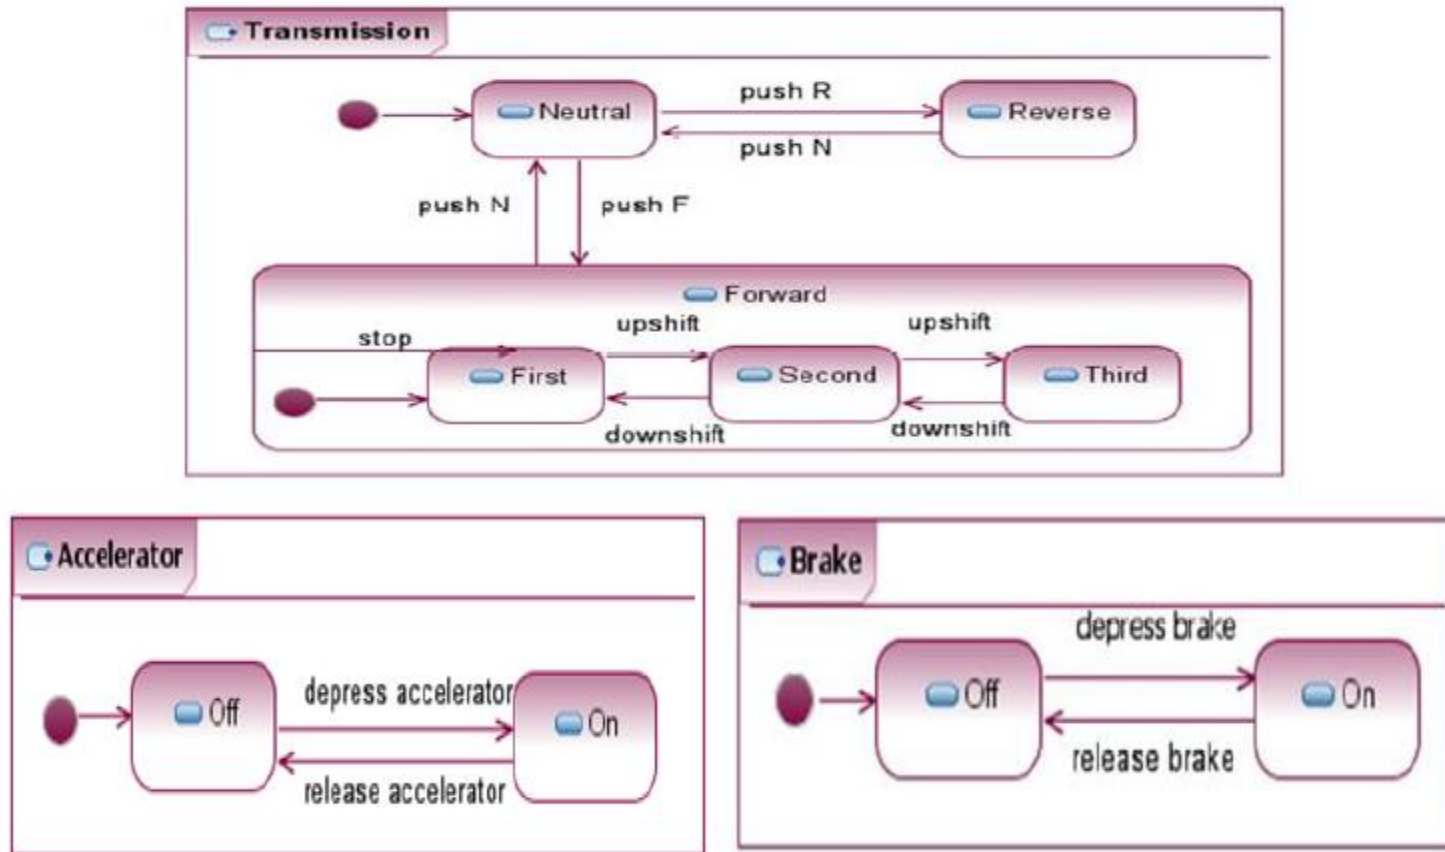 Transmission
push R
Neutral
Reverse
push N
push N
push F
Forward
upshift
upshift
stop
First
Second
Third
downshift
downshift
Accelerator
depress accelerator
Off
On
release accelerator
Brake
depress brake
Off
On
release brake